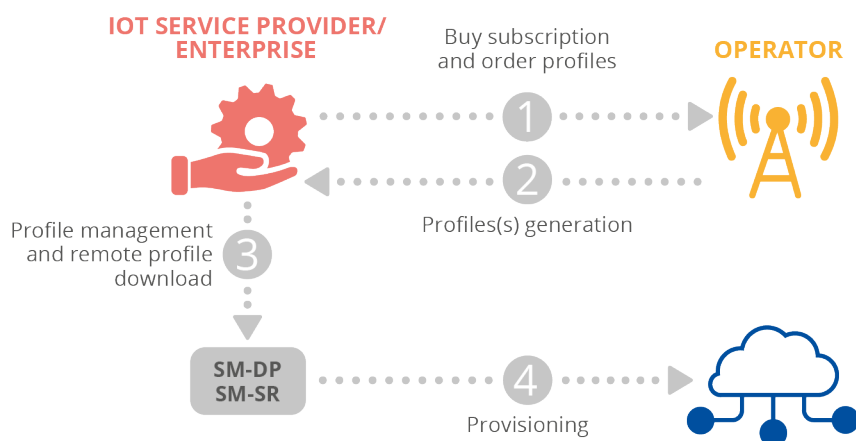 IOT SERVICE PROVIDER/
ENTERPRISE
Buy subscription
and order profiles
OPERATOR
1
2
Profiles(s) generation
Profile management
and remote profile
download
3
SM-DP
SM-SR
4
Provisioning